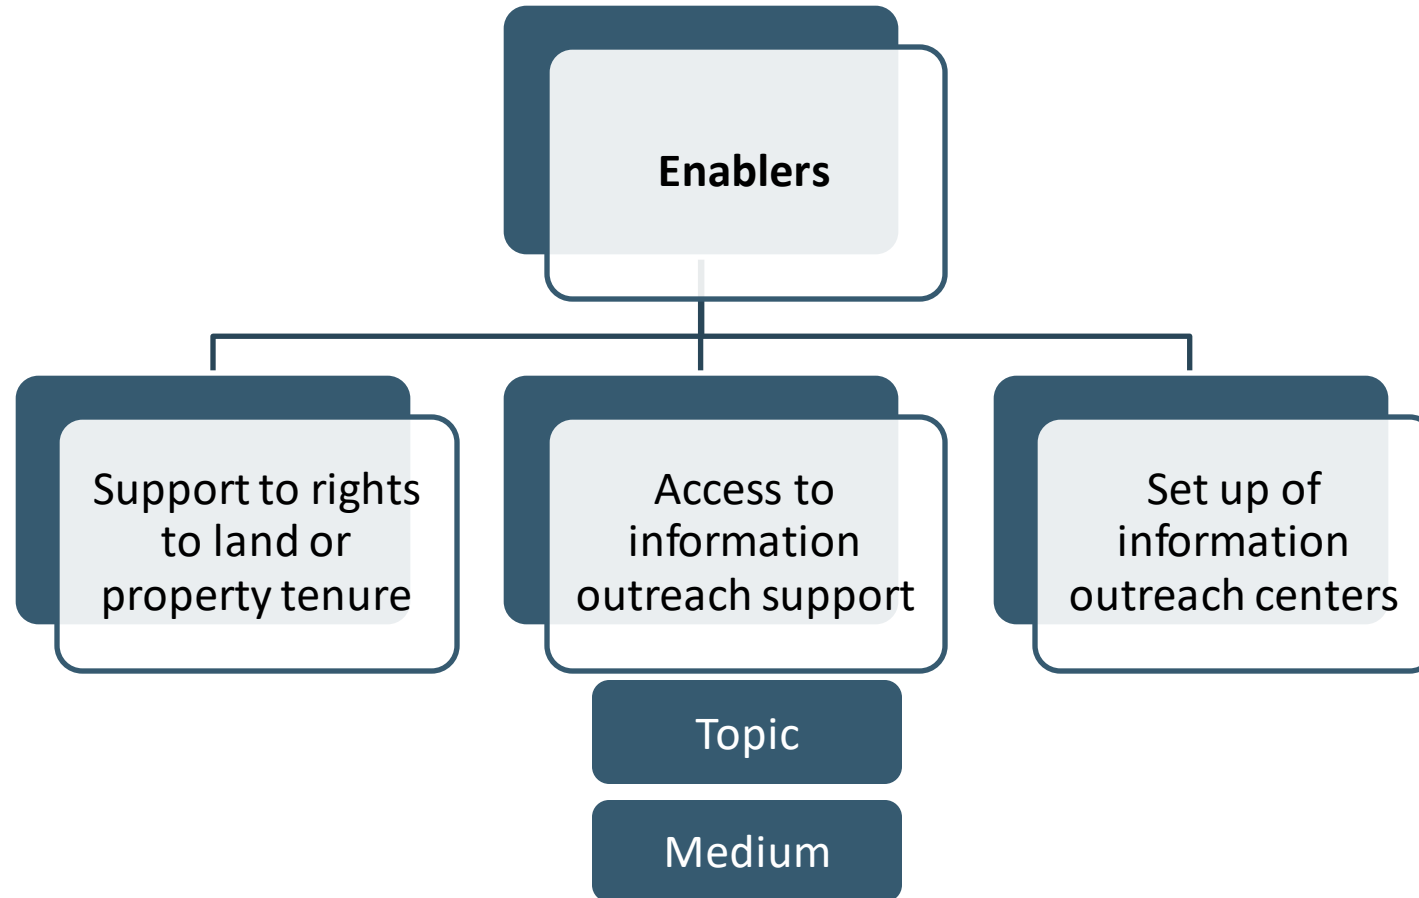 Enablers
Support to rights
to land or
property tenure
Access to
information
outreach support
Set up of
information
outreach centers
Topic
Medium